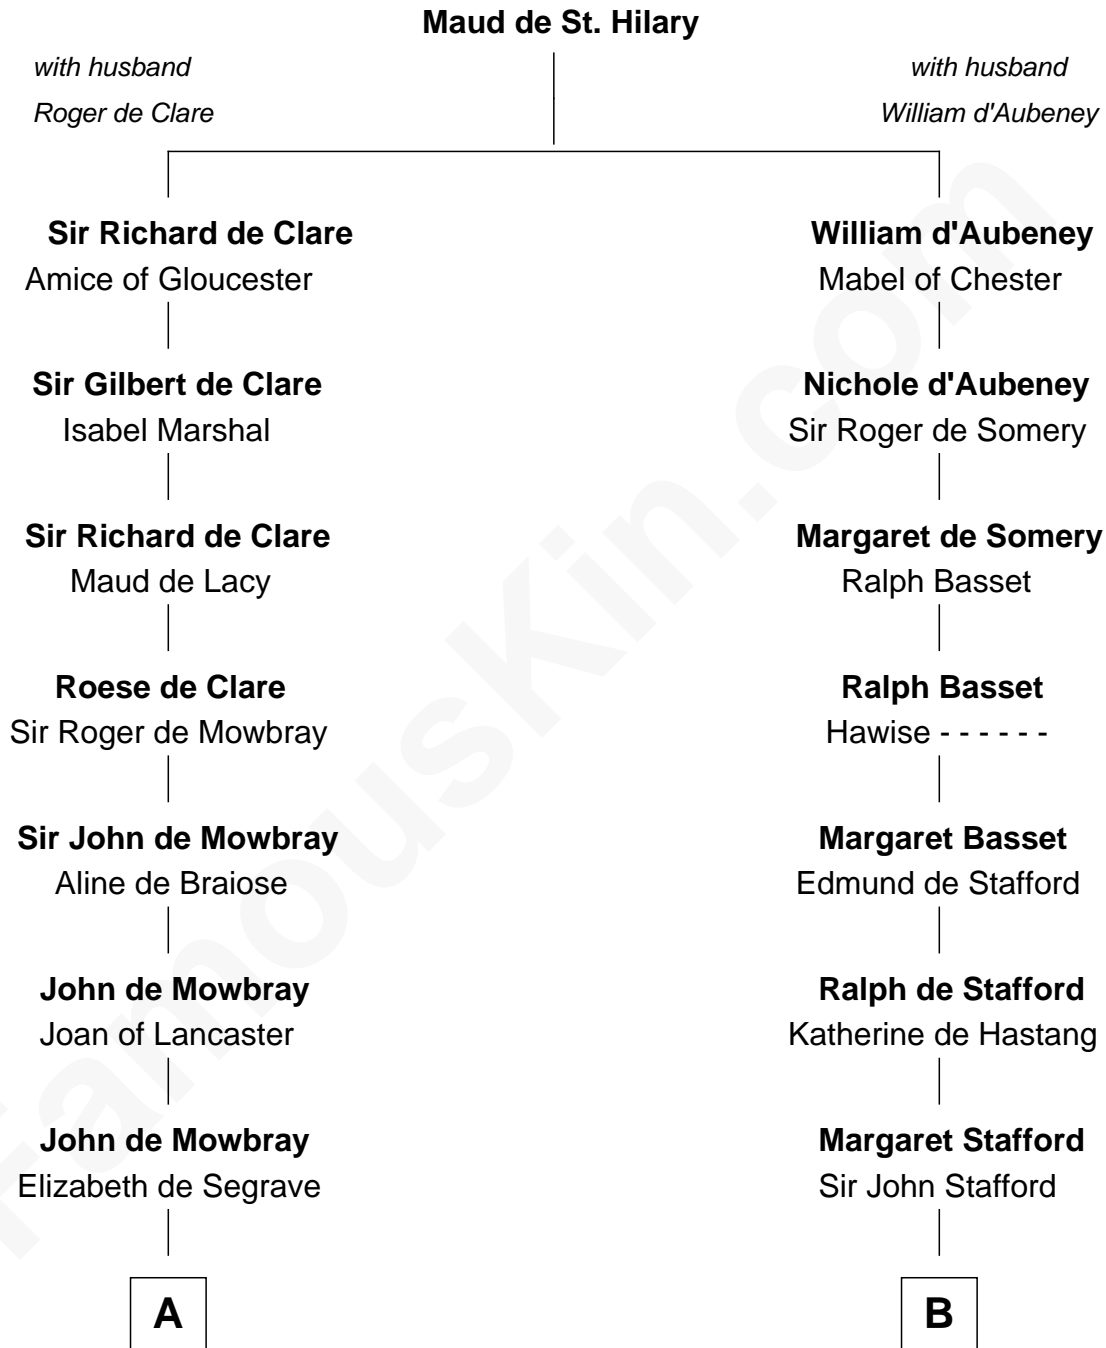 Maud de St. Hilary
with husband
Roger de Clare
with husband
William d'Aubeney
Sir Richard de Clare
Amice of Gloucester
Sir Gilbert de Clare
Isabel Marshal
Sir Richard de Clare
Maud de Lacy
Roese de Clare
Sir Roger de Mowbray
Sir John de Mowbray
Aline de Braiose
John de Mowbray
Joan of Lancaster
John de Mowbray
Elizabeth de Segrave
A
William d'Aubeney
Mabel of Chester
Nichole d'Aubeney
Sir Roger de Somery
Margaret de Somery
Ralph Basset
Ralph Basset
Hawise - - - - - -
Margaret Basset
Edmund de Stafford
Ralph de Stafford
Katherine de Hastang
Margaret Stafford
Sir John Stafford
B
FamousKin.com